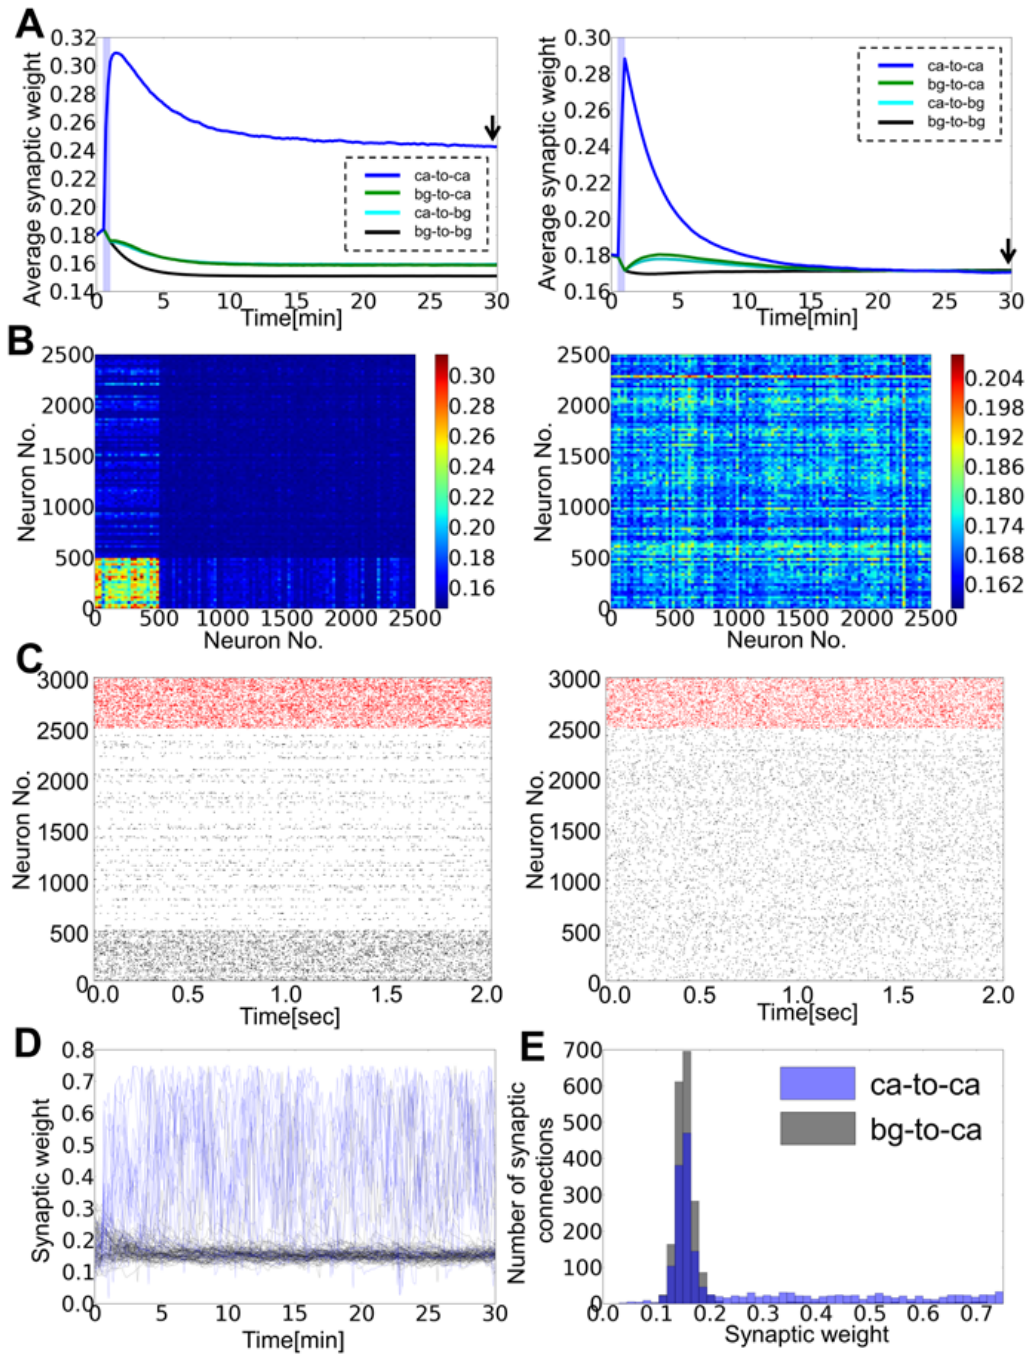 A
Average synaptic weight
0.32
0.30
0.28
0.26
0.24
0.22
0.20
0.18
0.16
0.14
0 5 10 15 20 25 30
Time[min]
ca-to-ca
bg-to-ca
ca-to-bg
bg-to-bg
Average synaptic weight
0.30
0.28
0.26
0.24
0.22
0.20
0.18
0.16
0 5 10 15 20 25 30
Time[min]
ca-to-ca
bg-to-ca
ca-to-bg
bg-to-bg
B
Neuron No.
2500
2000
1500
1000
500
0
0 500 1000 1500 2000 2500
Neuron No.
0.30
0.28
0.26
0.24
0.22
0.20
0.18
0.16
Neuron No.
2500
2000
1500
1000
500
0
0 500 1000 1500 2000 2500
Neuron No.
0.204
0.198
0.192
0.186
0.180
0.174
0.168
0.162
C
Neuron No.
3000
2500
2000
1500
1000
500
0
0.0 0.5 1.0 1.5 2.0
Time[sec]
Neuron No.
3000
2500
2000
1500
1000
500
0
0.0 0.5 1.0 1.5 2.0
Time[sec]
D
Synaptic weight
0.8
0.7
0.6
0.5
0.4
0.3
0.2
0.1
0.0
0 5 10 15 20 25 30
Time[min]
E
Number of synaptic
connections
700
600
500
400
300
200
100
0
0.0 0.1 0.2 0.3 0.4 0.5 0.6 0.7
Synaptic weight
ca-to-ca
bg-to-ca